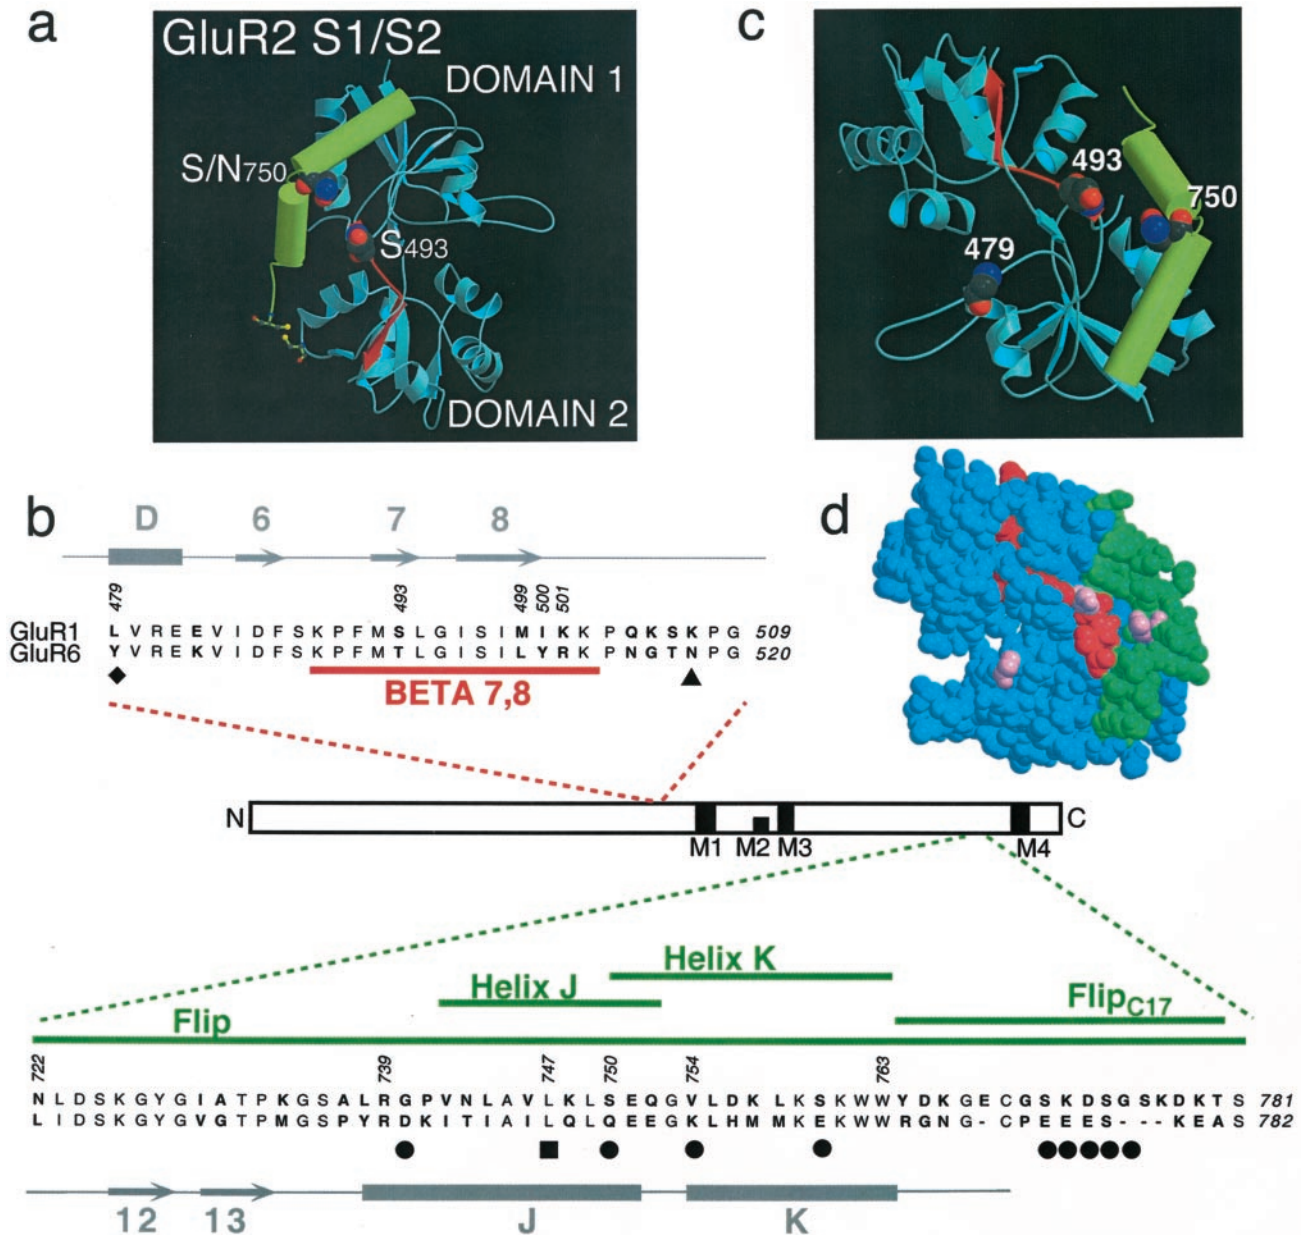 a
GluR2 S1/S2
DOMAIN 1
S/N750
S493
DOMAIN 2
c
493
750
479
b
D 6 7 8
479 493 499 500 501
GluR1 L V R E E V I D F S K P F M S L G I S I M I K K P Q K S K P G 509
GluR6 Y V R E K V I D F S K P F M T L G I S I L Y R K P N G T N P G 520
BETA 7,8
d
N C
M1 M2 M3 M4
Helix K
Helix J
FlipC17
Flip
722 739 747 750 754 763
N L D S K G Y G I A T P K G S A L R G P V N L A V L K L S E Q G V L D K L K S K W W Y D K G E C G S K D S G S K D K T S 781
L I D S K G Y G V G T P M G S P Y R D K I T I A I L Q L Q E E G K L H M M K E K W W R G N G - C P E E E S - - - K E A S 782
12 13 J K